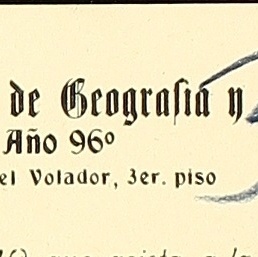 de Geografía y
Año 96º
el Volador, 3er. piso